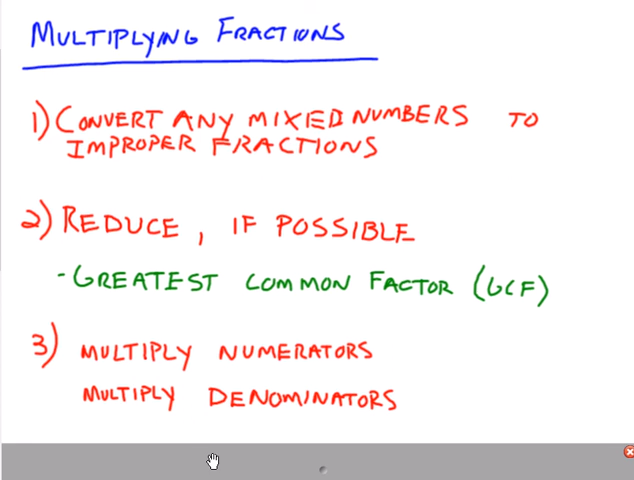 MULTIPLYING FRACTIONS
1) CONVERT ANY MIXED NUMBERS TO
IMPROPER FRACTIONS
2) REDUCE, IF POSSIBLE
- GREATEST COMMON FACTOR (GCF)
3) MULTIPLY NUMERATORS
MULTIPLY DENOMINATORS